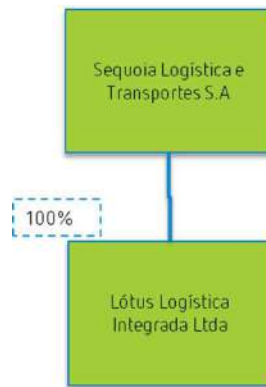 Sequoia Logística e
Transportes S.A
100%
Lótus Logística
Integrada Ltda